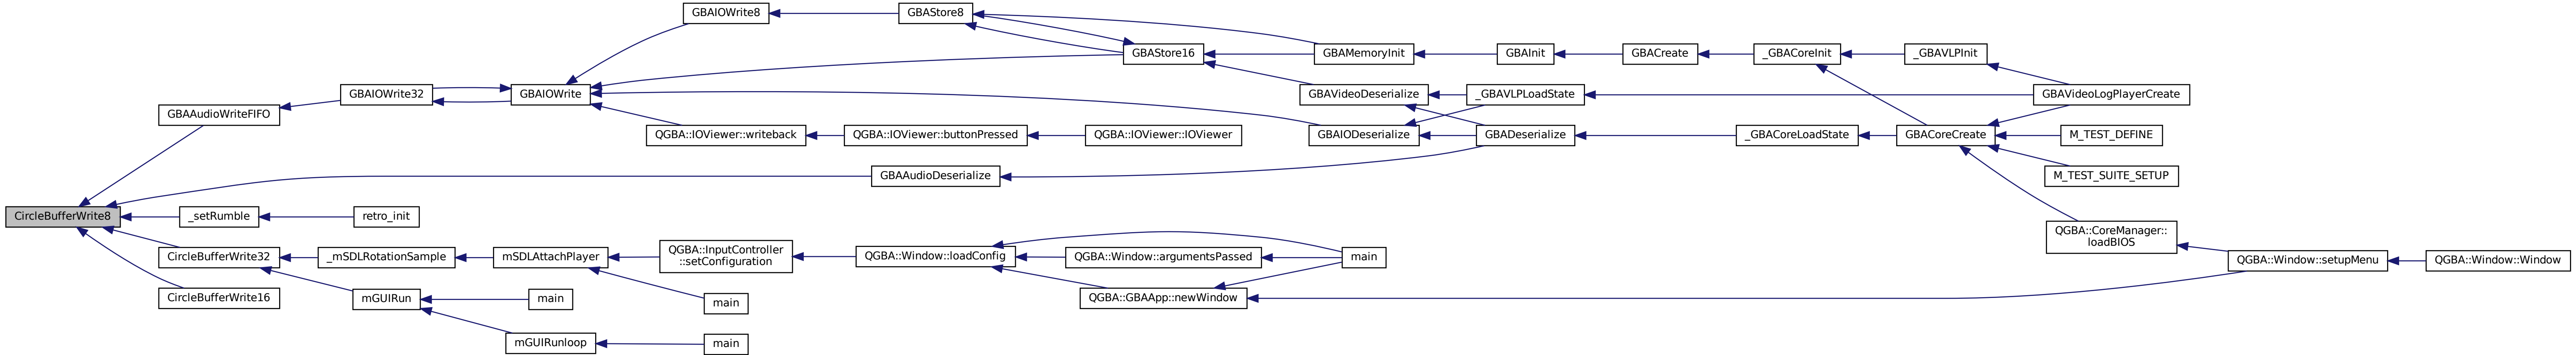 GBAIOWrite8
GBAStore8
GBAStore16
GBAMemoryInit
GBAInit
GBACreate
_GBACoreInit
_GBAVLPInit
GBAIOWrite32
GBAIOWrite
GBAVideoDeserialize
_GBAVLPLoadState
GBAVideoLogPlayerCreate
GBAAudioWriteFIFO
QGBA::IOViewer::writeback
QGBA::IOViewer::buttonPressed
QGBA::IOViewer::IOViewer
GBAIODeserialize
GBADeserialize
_GBACoreLoadState
GBACoreCreate
M_TEST_DEFINE
GBAAudioDeserialize
M_TEST_SUITE_SETUP
CircleBufferWrite8
_setRumble
retro_init
QGBA::CoreManager::
loadBIOS
CircleBufferWrite32
_mSDLRotationSample
mSDLAttachPlayer
QGBA::InputController
::setConfiguration
QGBA::Window::loadConfig
QGBA::Window::argumentsPassed
main
QGBA::Window::setupMenu
QGBA::Window::Window
CircleBufferWrite16
mGUIRun
main
main
QGBA::GBAApp::newWindow
mGUIRunloop
main